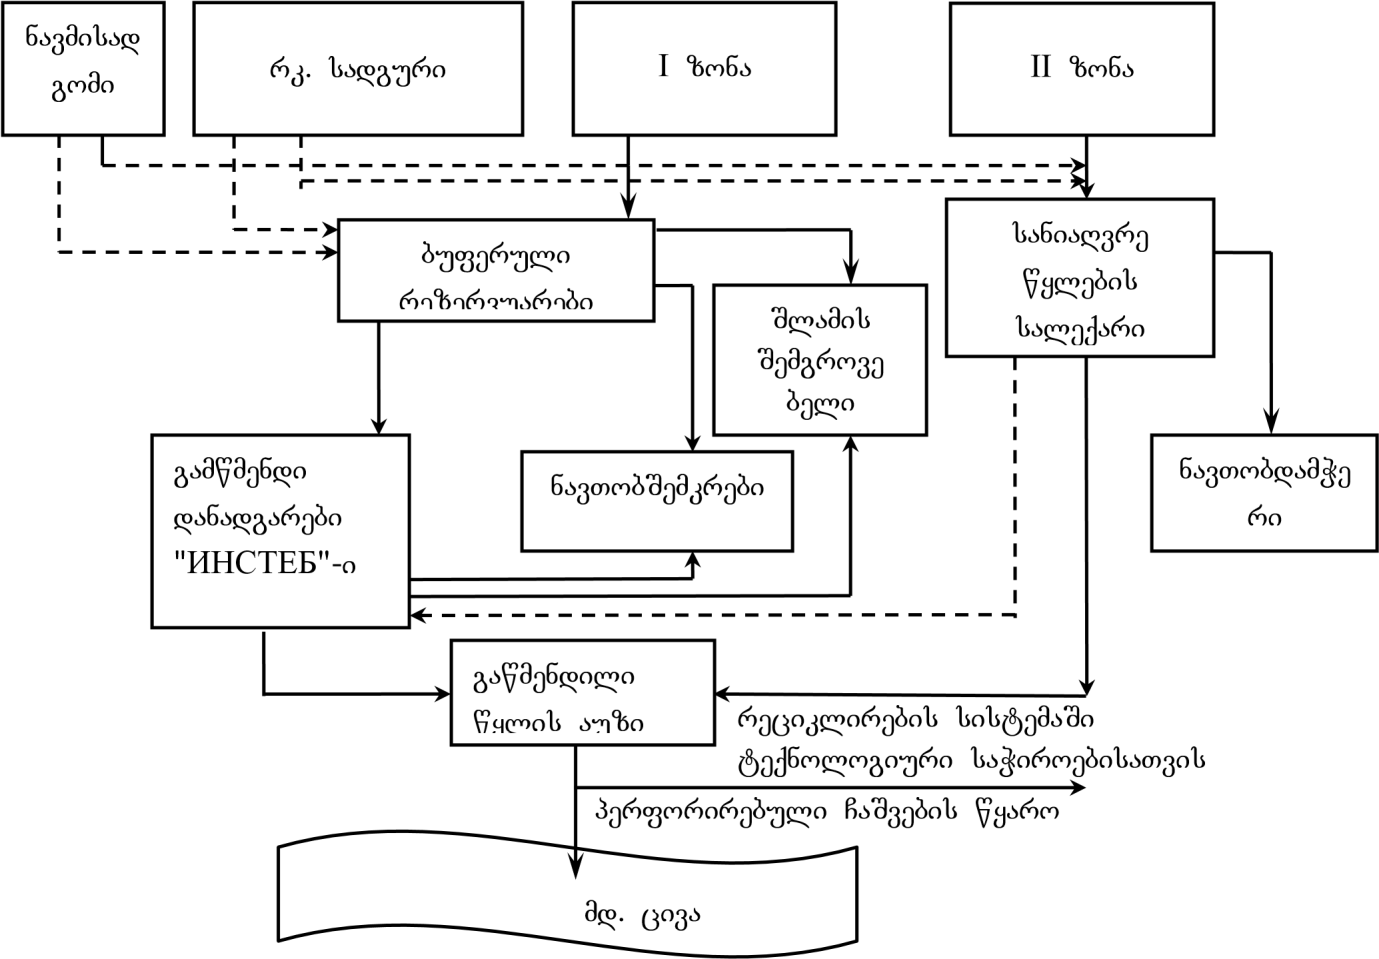 ნავმისად
გომი
რკ. სადგური
I ზონა
II ზონა
ბუფერული
რეზერვუარები
სანიაღვრე
წყლების
სალექარი
შლამის
შემგროვე
ბელი
გამწმენდი
დანადგარები
"ИНСТЕБ"-ი
ნავთობშემკრები
ნავთობდამჭე
რი
გაწმენდილი
წყლის აუზი
რეციკლირების სისტემაში
ტექნოლოგიური საჭიროებისათვის
პერფორირებული ჩაშვების წყარო
მდ. ცივა